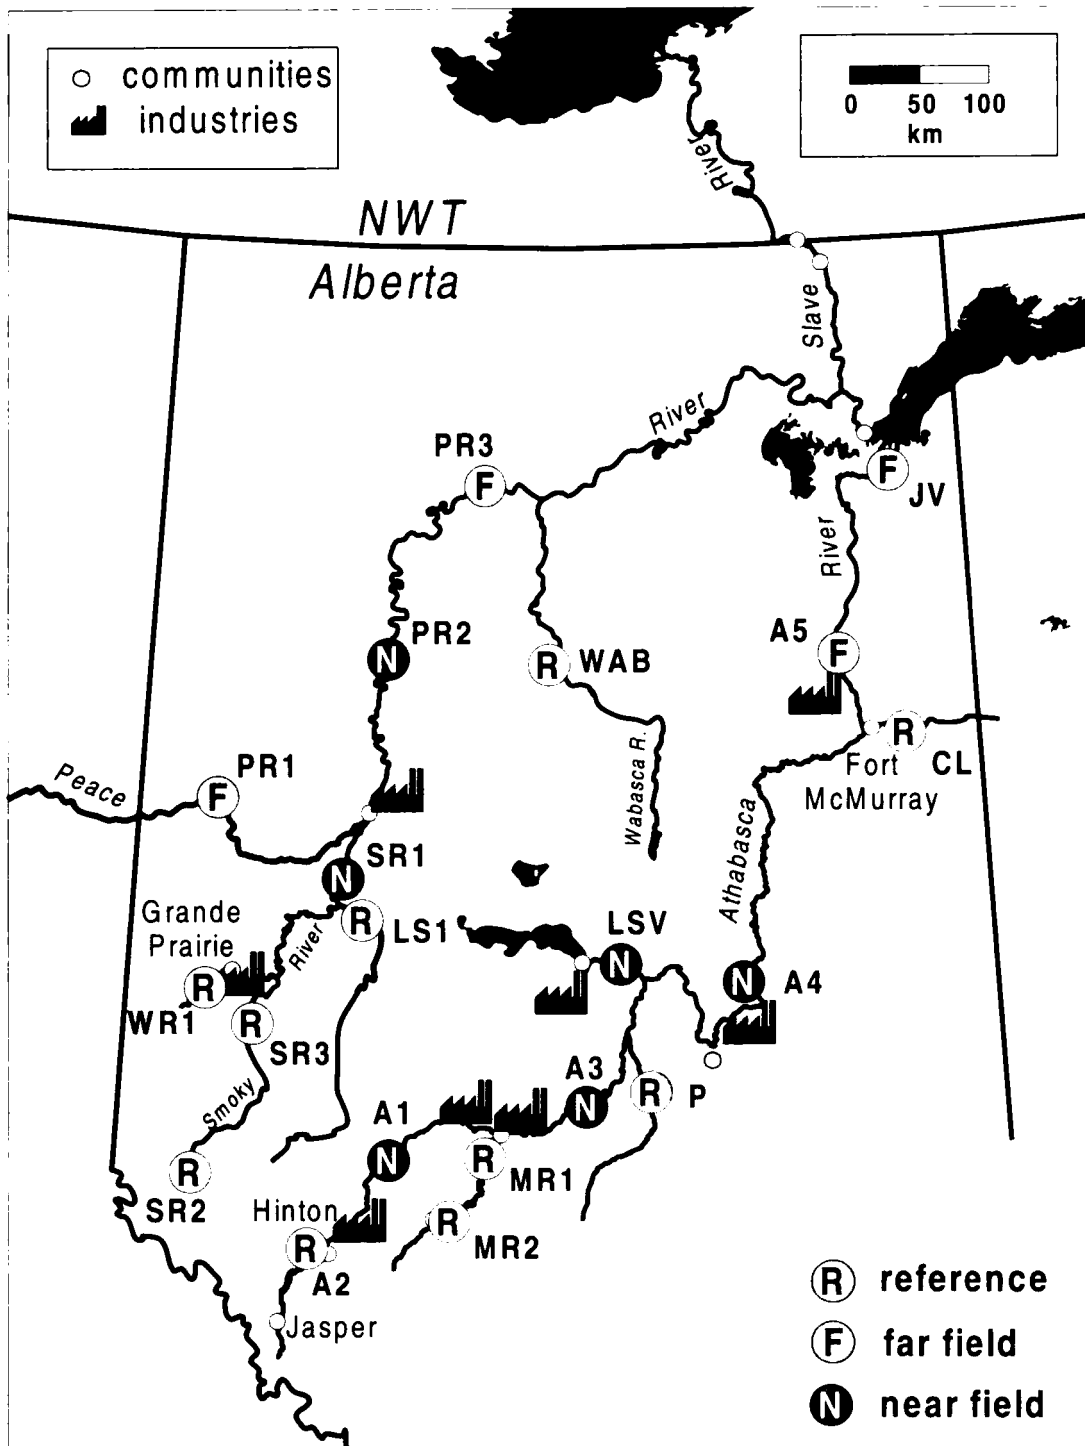 communities
industries
0 50 100
km
River
NWT
Alberta
Slave
River
PR3
F
F
JV
River
PR2
N
A5
F
R
WAB
Peace
PR1
F
Wabasca R.
R
Fort
McMurray
CL
SR1
N
Athabasca
Grande
Prairie
R
LS1
River
LSV
N
N
A4
R
WR1
R
SR3
A3
N
R
P
Smoky
A1
N
R
MR1
R
SR2
Hinton
R
MR2
R
A2
Jasper
R reference
F far field
N near field